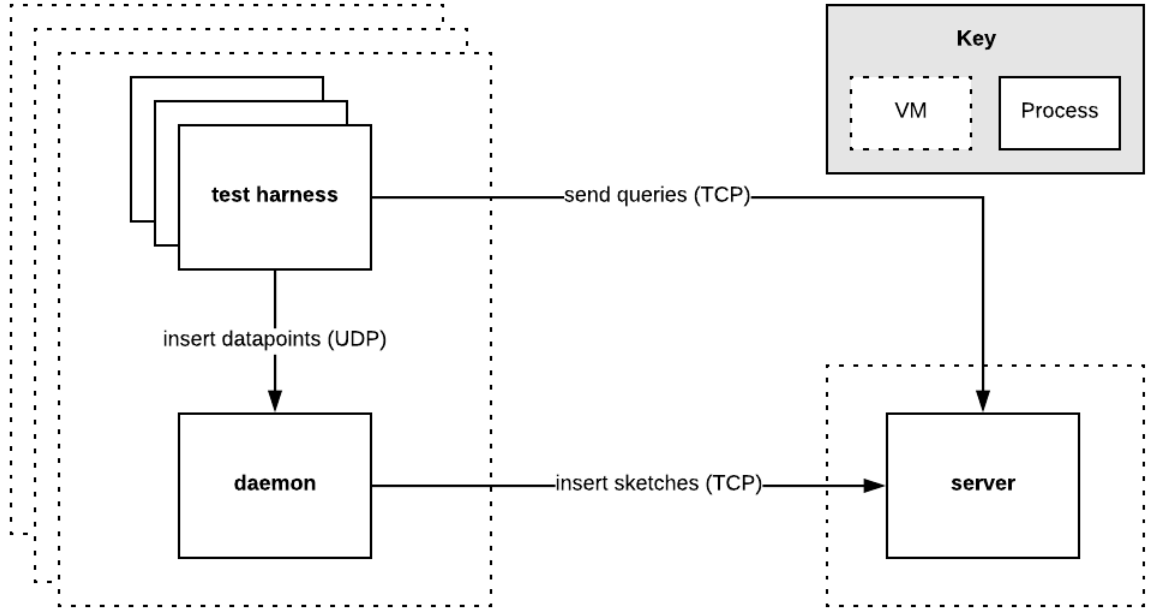 Key
VM
Process
test harness
send queries (TCP)
insert datapoints (UDP)
daemon
insert sketches (TCP)
server